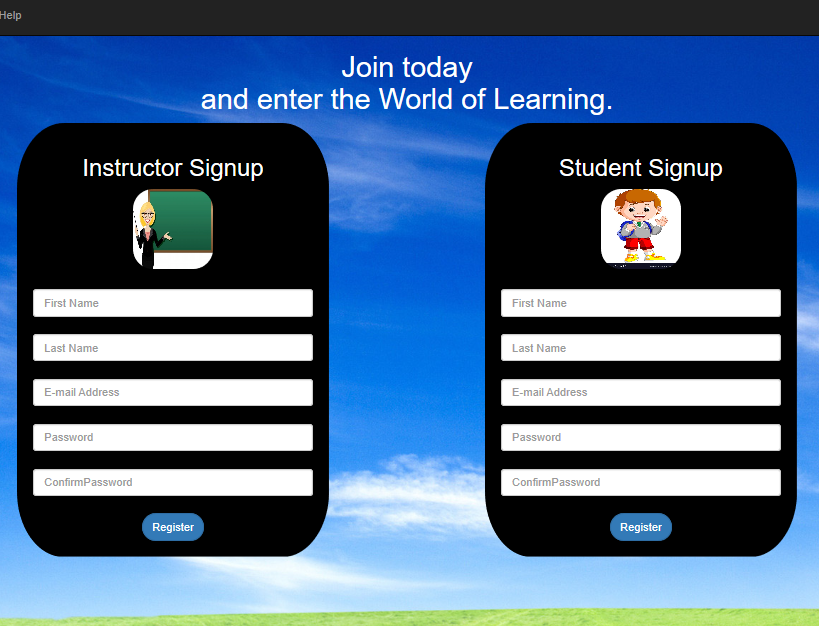 Help
Join today
and enter the World of Learning.
Instructor Signup
First Name
Last Name
E-mail Address
Password
ConfirmPassword
Register
Student Signup
First Name
Last Name
E-mail Address
Password
ConfirmPassword
Register